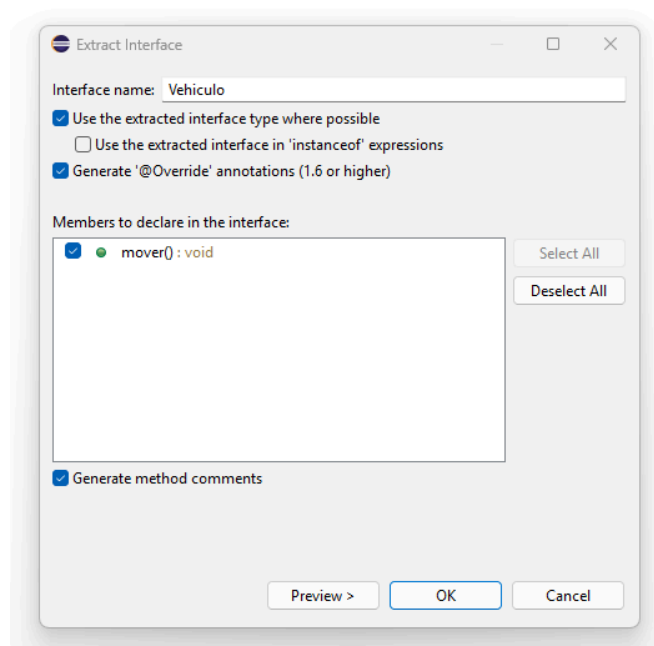 Extract Interface
Interface name: Vehiculo
Use the extracted interface type where possible
Use the extracted interface in 'instanceof' expressions
Generate '@Override' annotations (1.6 or higher)
Members to declare in the interface:
mover() : void
Select All
Deselect All
Generate method comments
Preview >
OK
Cancel